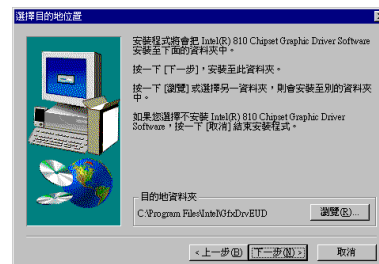 選擇目的地位置
安裝程式將會把 Intel(R) 810 Chipset Graphic Driver Software
安裝至下面的資料夾中。
按一下 [下一步]，安裝至此資料夾。
按一下 [瀏覽] 或選擇另一資料夾，則會安裝至別的資料夾
中。
如果您選擇不安裝 Intel(R) 810 Chipset Graphic Driver
Software，按一下 [取消] 結束安裝程式。
目的地資料夾
C:\Program Files\Intel\GfxDrvEUD
瀏覽(R)...
<上一步(B)
下一步(N)>
取消